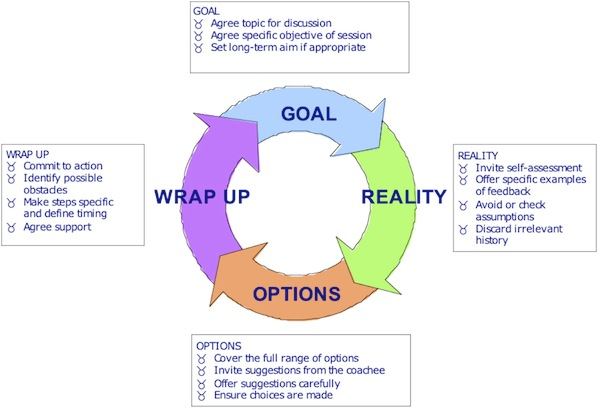 GOAL
Agree topic for discussion
Agree specific objective of session
Set long-term aim if appropriate
GOAL
WRAP UP
Commit to action
Identify possible
obstacles
Make steps specific
and define timing
Agree support
WRAP UP
REALITY
REALITY
Invite self-assessment
Offer specific examples
of feedback
Avoid or check
assumptions
Discard irrelevant
history
OPTIONS
OPTIONS
Cover the full range of options
Invite suggestions from the coachee
Offer suggestions carefully
Ensure choices are made